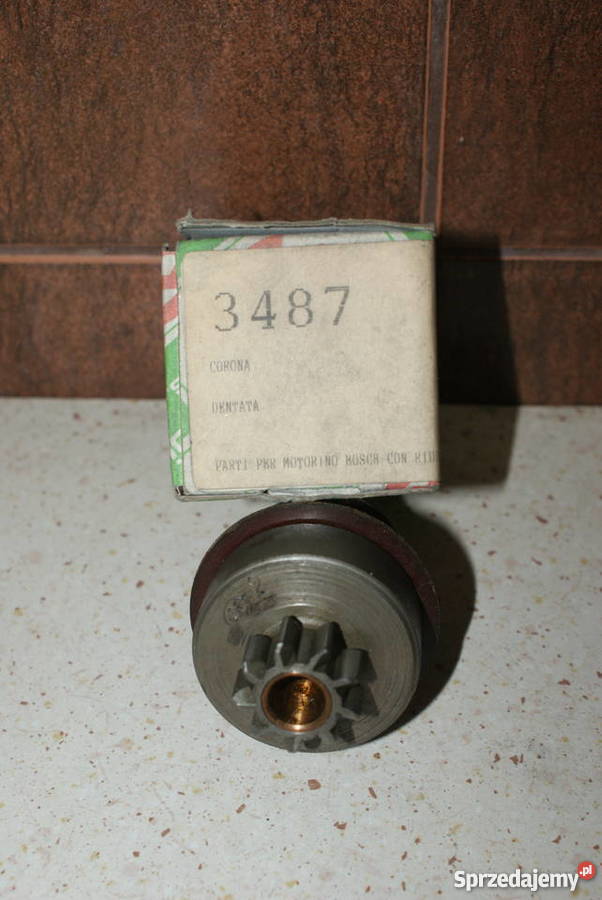 3487
CORONA
DENTATA
PARTI PER MOTORINO BOSCH CON
Sprzedajemy.pl